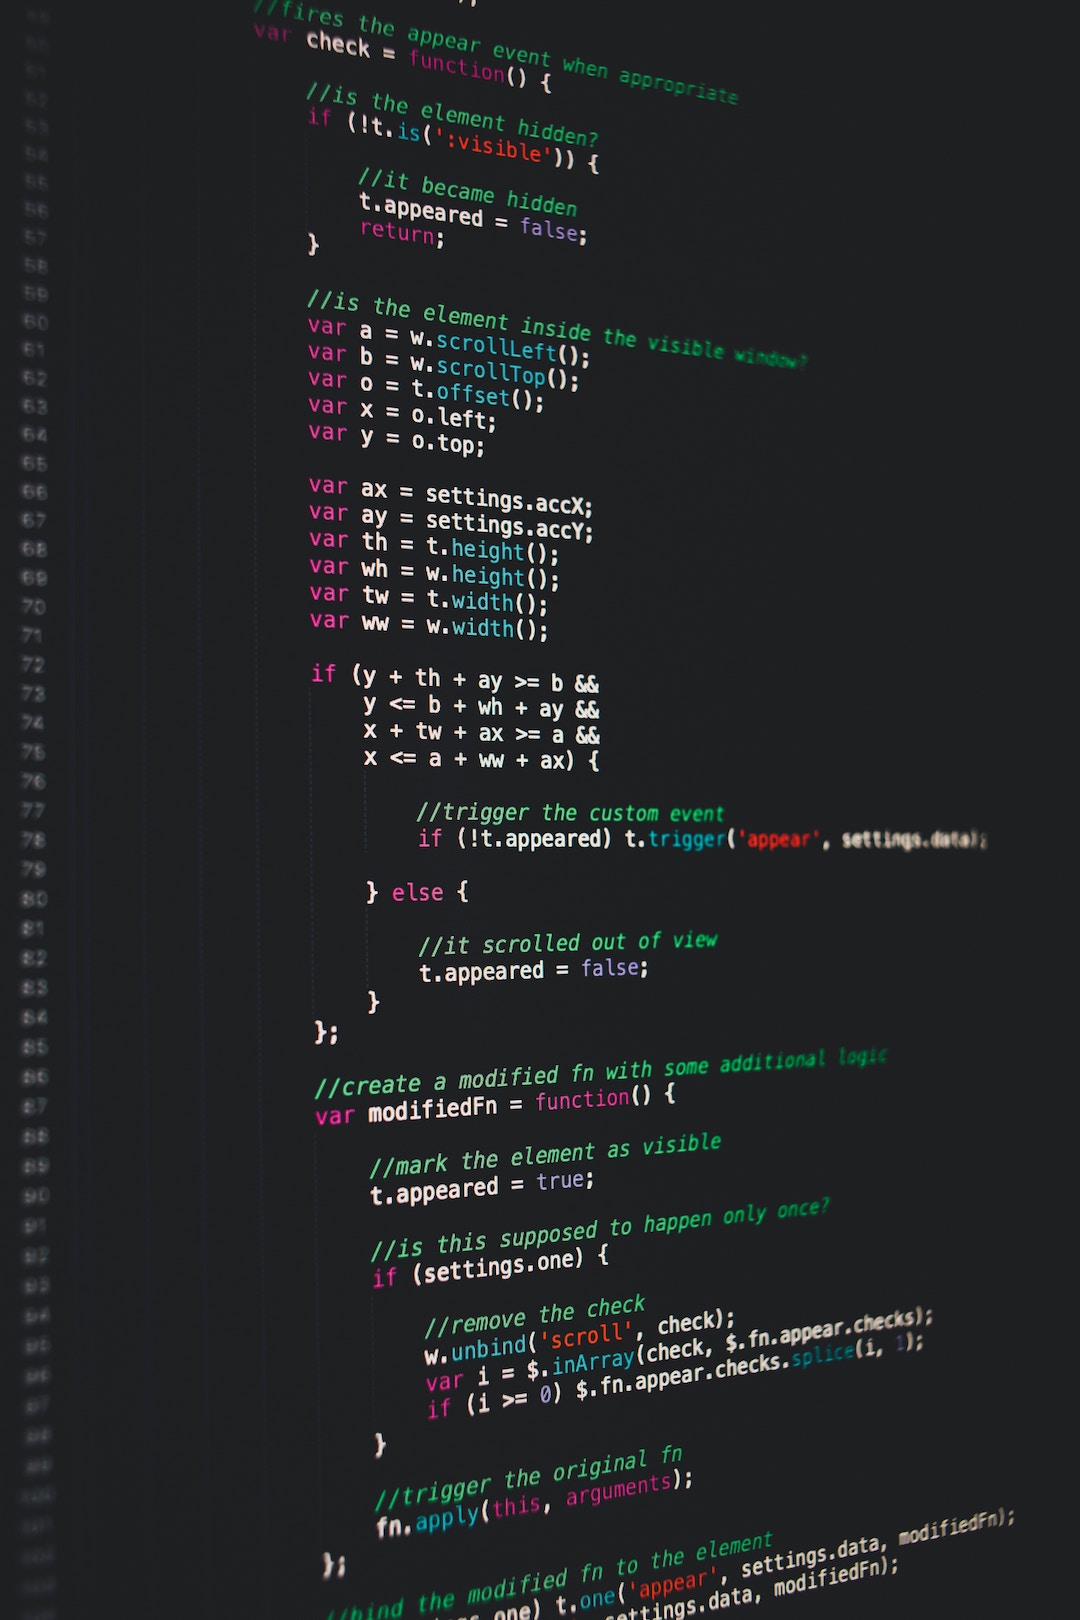 //fires the appear event when appropriate
var check = function() {
//is the element hidden?
if (!t.is(':visible')) {
//it became hidden
t.appeared = false;
return;
}
//is the element inside the visible window?
var a = w.scrollLeft();
var b = w.scrollTop();
var o = t.offset();
var x = o.left;
var y = o.top;
var ax = settings.accX;
var ay = settings.accY;
var th = t.height();
var wh = w.height();
var tw = t.width();
var ww = w.width();
if (y + th + ay >= b &&
y <= b + wh + ay &&
x + tw + ax >= a &&
x <= a + ww + ax) {
//trigger the custom event
if (!t.appeared) t.trigger('appear', settings.data);
} else {
//it scrolled out of view
t.appeared = false;
}
};
//create a modified fn with some additional logic
var modifiedFn = function() {
//mark the element as visible
t.appeared = true;
//is this supposed to happen only once?
if (settings.one) {
//remove the check
w.unbind('scroll', check);
var i = $.inArray(check, $.fn.appear.checks);
if (i >= 0) $.fn.appear.checks.splice(i, 1);
}
//trigger the original fn
fn.apply(this, arguments);
};
//bind the modified fn to the element
one) t.one('appear', settings.data, modifiedFn);
settings.data, modifiedFn);